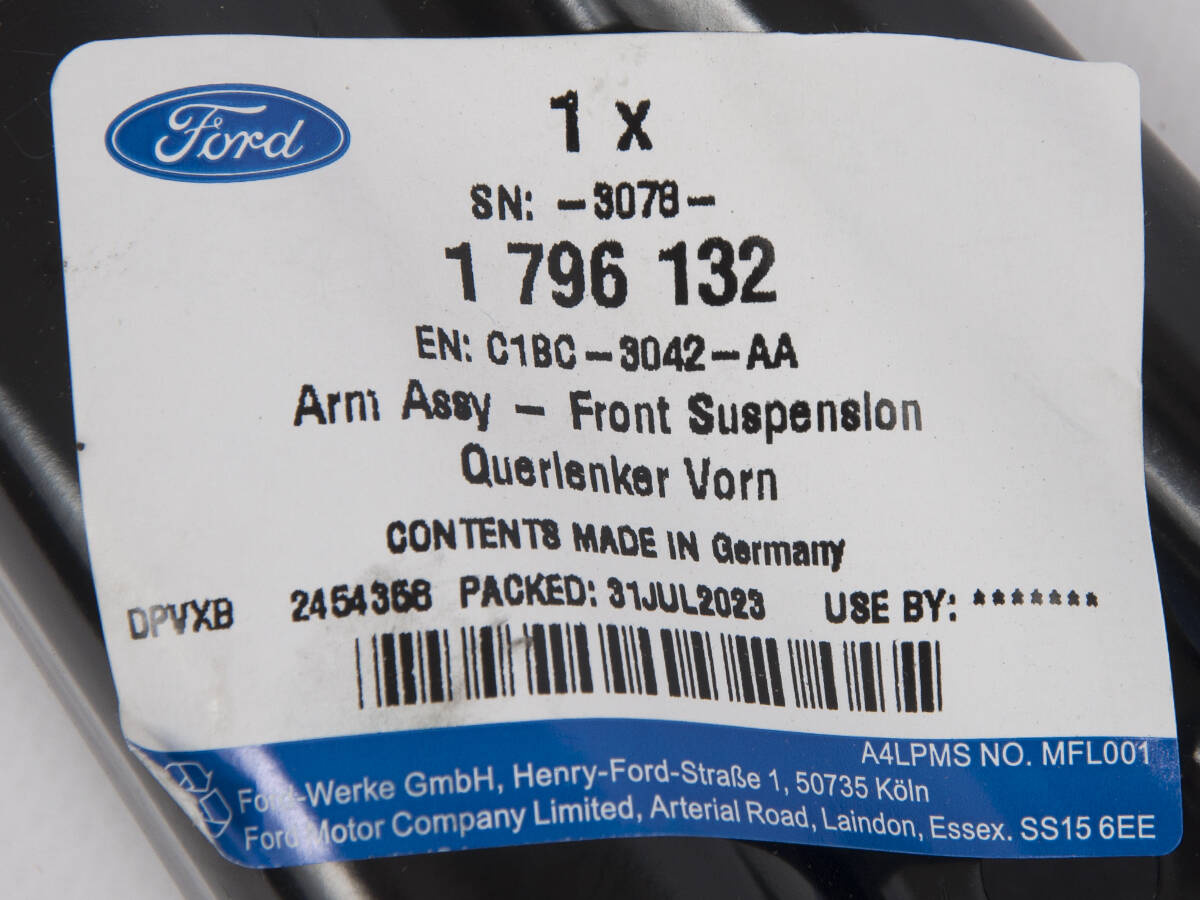 Ford
1 x
SN: -3078-
1 796 132
EN: C1BC-3042-AA
Arm Assy - Front Suspension
Querlenker Vorn
CONTENTS MADE IN Germany
DPVXB 2454368 PACKED: 31JUL2023 USE BY: *******
A4LPMS NO. MFL001
Ford-Werke GmbH, Henry-Ford-Straße 1, 50735 Köln
Ford Motor Company Limited, Arterial Road, Laindon, Essex. SS15 6EE